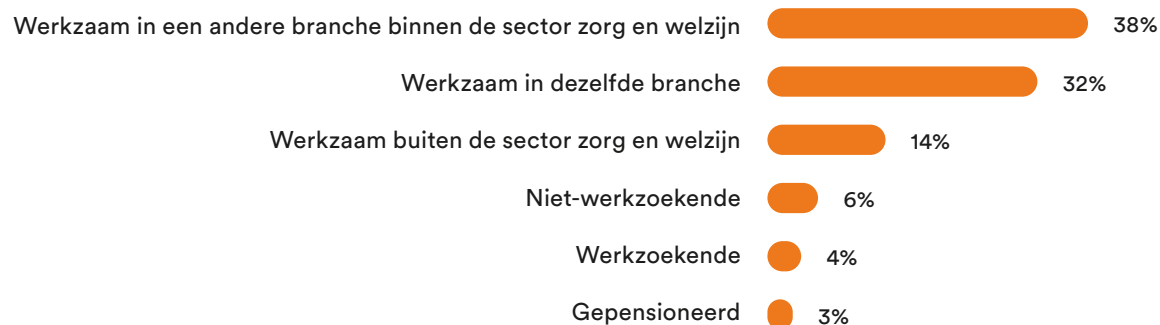 Werkzaam in een andere branche binnen de sector zorg en welzijn 38%
Werkzaam in dezelfde branche 32%
Werkzaam buiten de sector zorg en welzijn 14%
Niet-werkzoekende 6%
Werkzoekende 4%
Gepensioneerd 3%